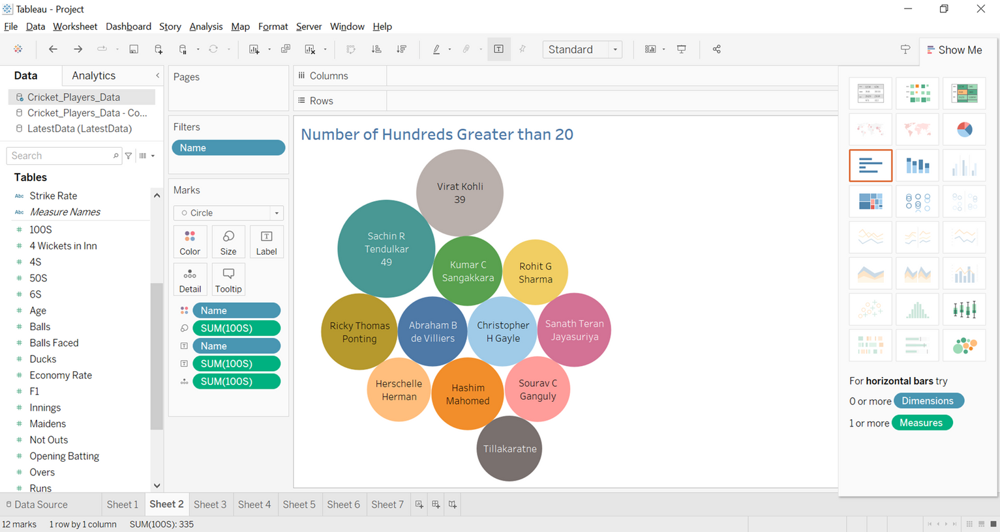 Tableau - Project
File Data Worksheet Dashboard Story Analysis Map Format Server Window Help
Standard
Show Me
Data
Analytics
Cricket_Players_Data
Cricket_Players_Data - Co...
LatestData (LatestData)
Search
Tables
Abc Strike Rate
Abc Measure Names
# 100S
# 4 Wickets in Inn
# 4S
# 50S
# 6S
# Age
# Balls
# Balls Faced
# Ducks
# Economy Rate
# F1
# Innings
# Maidens
# Not Outs
# Opening Batting
# Overs
# Runs
Pages
Filters
Name
Marks
Circle
Color
Size
Label
Detail
Tooltip
Name
SUM(100S)
Name
SUM(100S)
SUM(100S)
Columns
Rows
Number of Hundreds Greater than 20
Virat Kohli
39
Sachin R
Tendulkar
49
Kumar C
Sangakkara
Rohit G
Sharma
Ricky Thomas
Ponting
Abraham B
de Villiers
Christopher
H Gayle
Sanath Teran
Jayasuriya
Herschelle
Herman
Hashim
Mahomed
Sourav C
Ganguly
Tillakaratne
For horizontal bars try
0 or more Dimensions
1 or more Measures
Data Source
Sheet 1
Sheet 2
Sheet 3
Sheet 4
Sheet 5
Sheet 6
Sheet 7
12 marks
1 row by 1 column
SUM(100S): 335